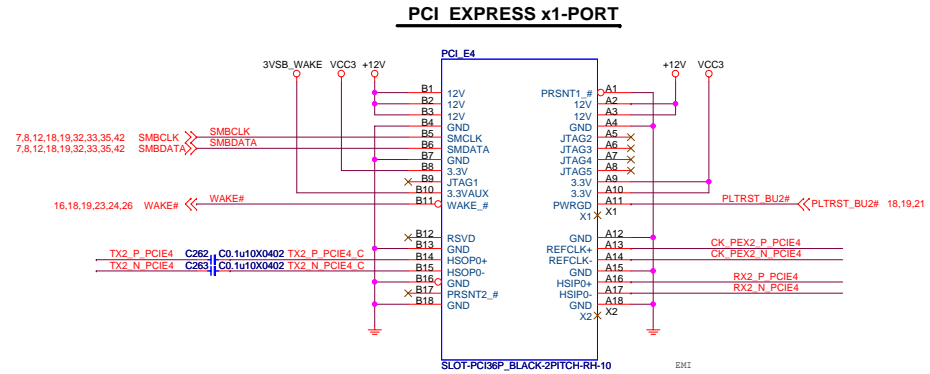 PCI EXPRESS x1-PORT
PCI_E4
3VSB_WAKE VCC3 +12V
+12V VCC3
B1 12V PRSNT1_# A1
B2 12V 12V A2
B3 12V 12V A3
B4 GND GND A4
7,8,12,18,19,32,33,35,42 SMBCLK SMBCLK B5 SMCLK JTAG2 A5
7,8,12,18,19,32,33,35,42 SMBDATA SMBDATA B6 SMDATA JTAG3 A6
B7 GND JTAG4 A7
B8 3.3V JTAG5 A8
B9 JTAG1 3.3V A9
B10 3.3VAUX 3.3V A10
16,18,19,23,24,26 WAKE# WAKE# B11 WAKE_# PWRGD A11 PLTRST_BU2# PLTRST_BU2# 18,19,21
X1 X1
B12 RSVD GND A12
B13 GND REFCLK+ A13 CK_PEX2_P_PCIE4
TX2_P_PCIE4 C262 C0.1u10X0402 TX2_P_PCIE4_C B14 HSOP0+ REFCLK- A14 CK_PEX2_N_PCIE4
TX2_N_PCIE4 C263 C0.1u10X0402 TX2_N_PCIE4_C B15 HSOP0- GND A15
B16 GND HSIP0+ A16 RX2_P_PCIE4
B17 PRSNT2_# HSIP0- A17 RX2_N_PCIE4
B18 GND GND A18
X2 X2
SLOT-PCI36P_BLACK-2PITCH-RH-10
EMI